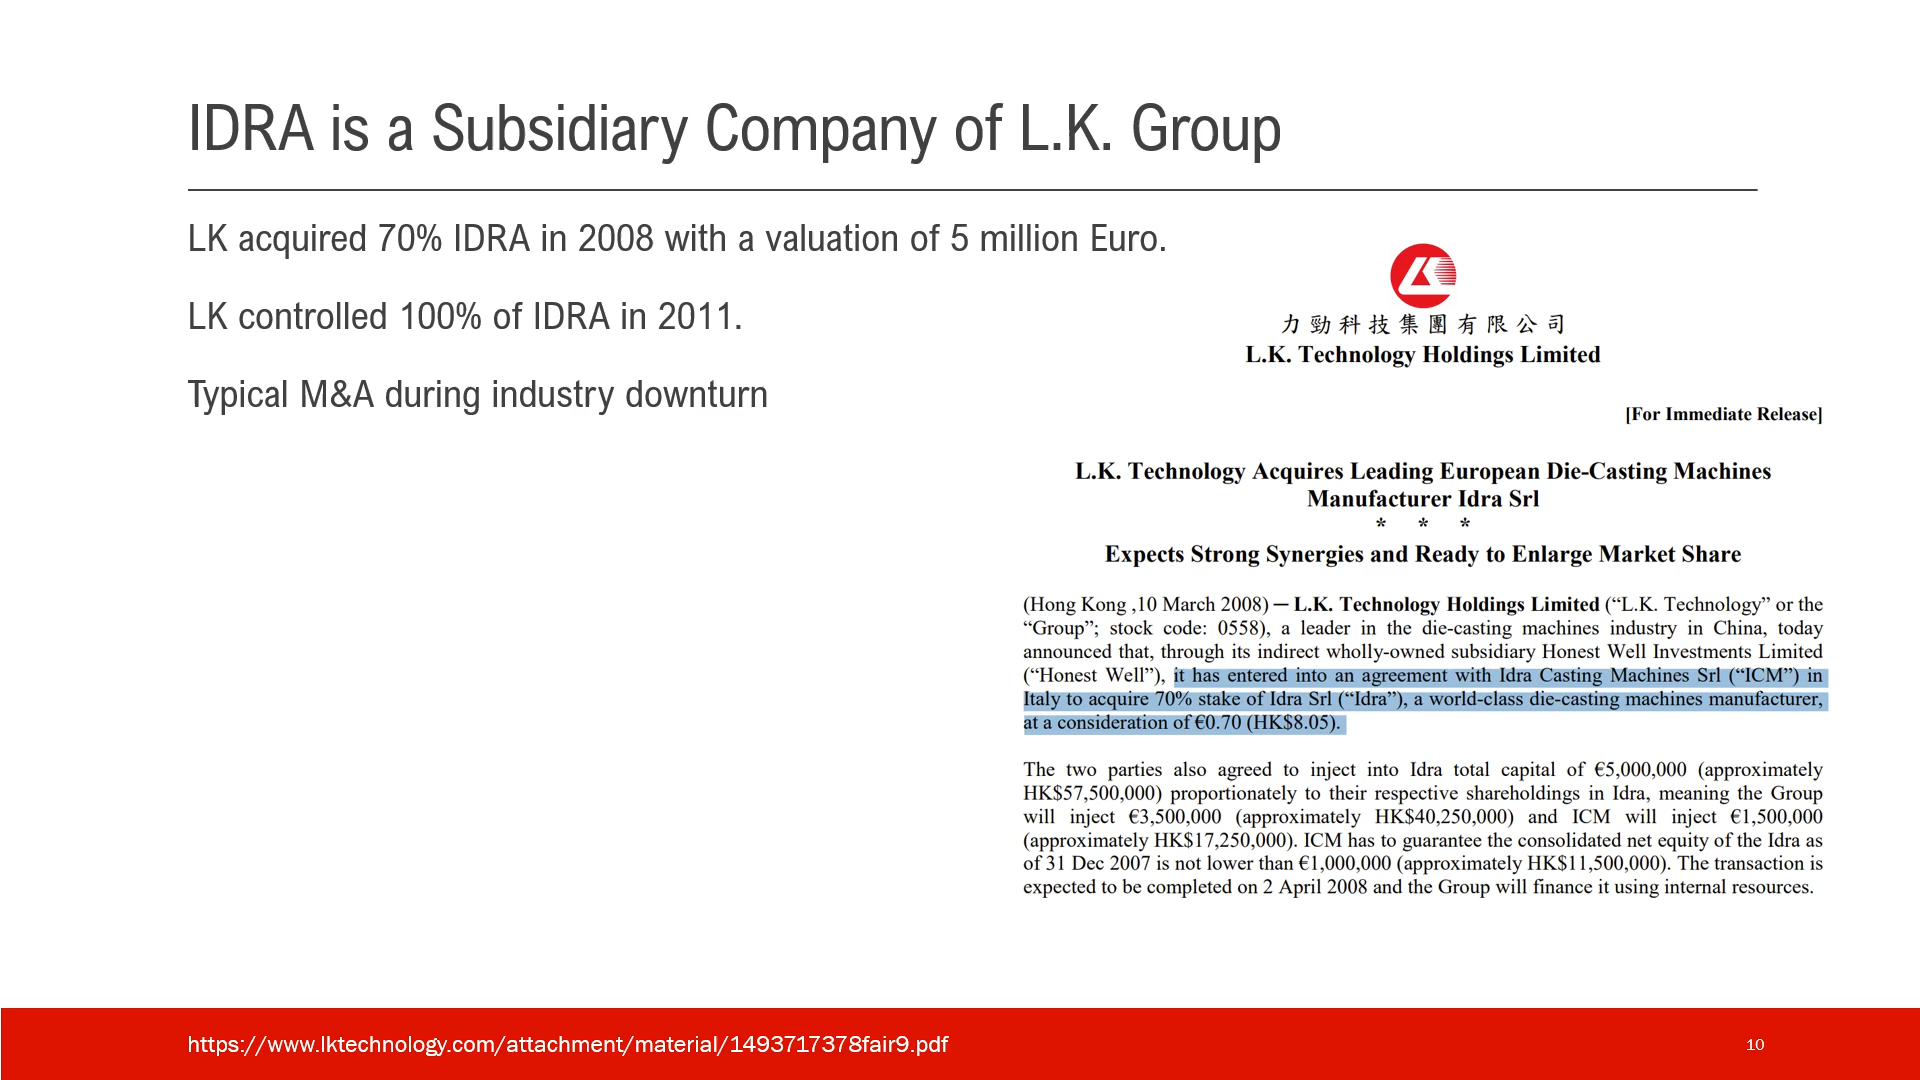 IDRA is a Subsidiary Company of L.K. Group
LK acquired 70% IDRA in 2008 with a valuation of 5 million Euro.
LK controlled 100% of IDRA in 2011.
Typical M&A during industry downturn
力勁科技集團有限公司
L.K. Technology Holdings Limited
[For Immediate Release]
L.K. Technology Acquires Leading European Die-Casting Machines
Manufacturer Idra Srl
* * *
Expects Strong Synergies and Ready to Enlarge Market Share
(Hong Kong ,10 March 2008) — L.K. Technology Holdings Limited (“L.K. Technology” or the
“Group”; stock code: 0558), a leader in the die-casting machines industry in China, today
announced that, through its indirect wholly-owned subsidiary Honest Well Investments Limited
(“Honest Well”), it has entered into an agreement with Idra Casting Machines Srl (“ICM”) in
Italy to acquire 70% stake of Idra Srl (“Idra”), a world-class die-casting machines manufacturer,
at a consideration of €0.70 (HK$8.05).
The two parties also agreed to inject into Idra total capital of €5,000,000 (approximately
HK$57,500,000) proportionately to their respective shareholdings in Idra, meaning the Group
will inject €3,500,000 (approximately HK$40,250,000) and ICM will inject €1,500,000
(approximately HK$17,250,000). ICM has to guarantee the consolidated net equity of the Idra as
of 31 Dec 2007 is not lower than €1,000,000 (approximately HK$11,500,000). The transaction is
expected to be completed on 2 April 2008 and the Group will finance it using internal resources.
https://www.lktechnology.com/attachment/material/1493717378fair9.pdf
10